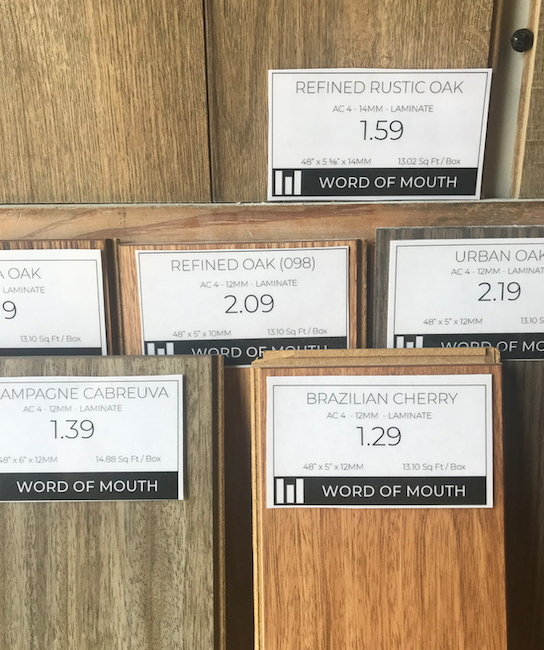 REFINED RUSTIC OAK
AC 4 - 14MM - LAMINATE
1.59
48" x 5 ⅝" x 14MM 13.02 Sq Ft / Box
WORD OF MOUTH
A OAK
LAMINATE
9
13.10 Sq Ft / Box
REFINED OAK (098)
AC 4 - 12MM - LAMINATE
2.09
48" x 5" x 10MM 13.10 Sq Ft / Box
WORD OF MOUTH
URBAN OAK
AC 4 - 12MM - LAMINAT
2.19
48" x 5" x 12MM 13.10 S
WORD OF MOUTH
AMPAGNE CABREUVA
AC 4 - 12MM - LAMINATE
1.39
48" x 6" x 12MM 14.88 Sq Ft / Box
WORD OF MOUTH
BRAZILIAN CHERRY
AC 4 - 12MM - LAMINATE
1.29
48" x 5" x 12MM 13.10 Sq Ft / Box
WORD OF MOUTH